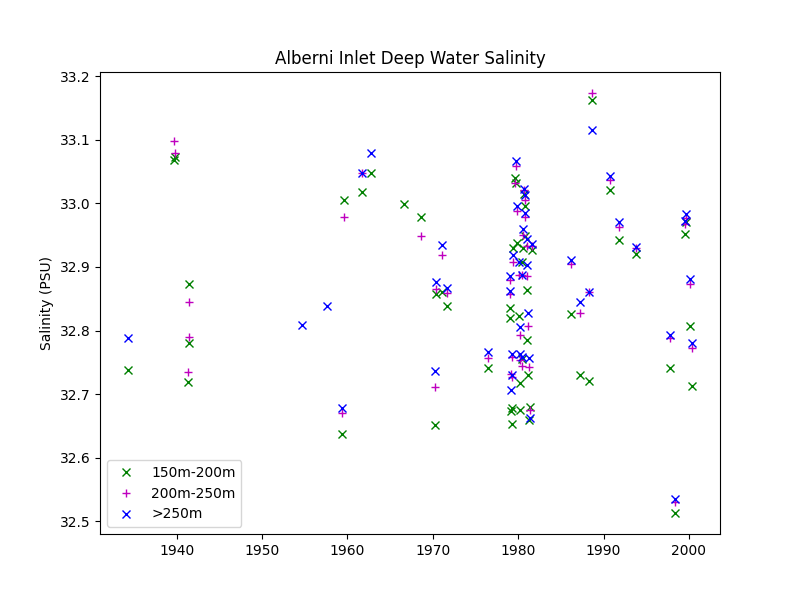 Alberni Inlet Deep Water Salinity
33.2
33.1
33.0
32.9
32.8
32.7
32.6
32.5
Salinity (PSU)
150m-200m
200m-250m
>250m
1940 1950 1960 1970 1980 1990 2000